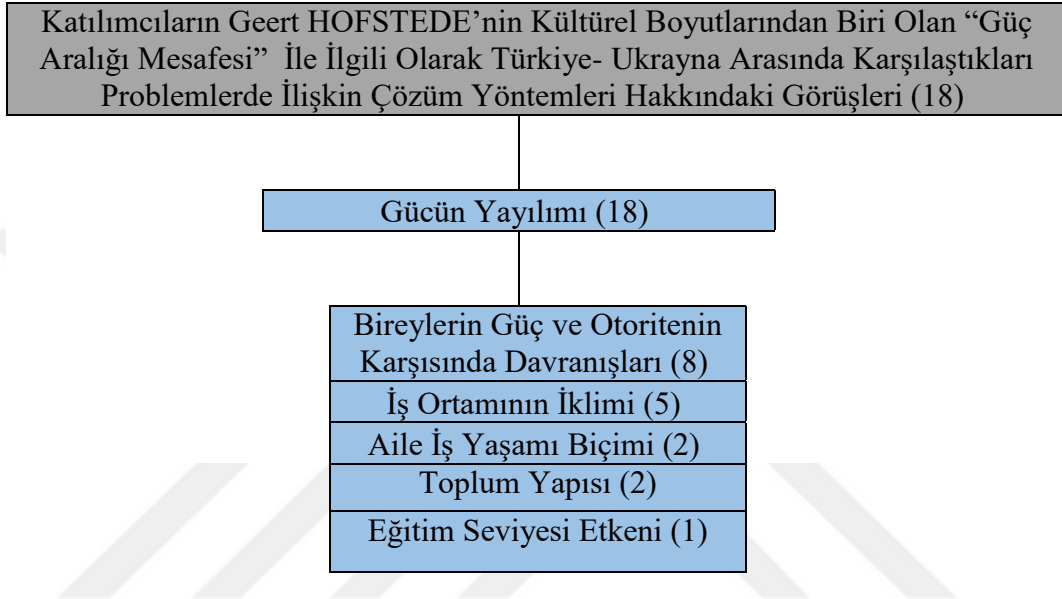 Katılımcıların Geert HOFSTEDE’nin Kültürel Boyutlarından Biri Olan “Güç
Aralığı Mesafesi” İle İlgili Olarak Türkiye- Ukrayna Arasında Karşılaştıkları
Problemlerde İlişkin Çözüm Yöntemleri Hakkındaki Görüşleri (18)
Gücün Yayılımı (18)
Bireylerin Güç ve Otoritenin
Karşısında Davranışları (8)
İş Ortamının İklimi (5)
Aile İş Yaşamı Biçimi (2)
Toplum Yapısı (2)
Eğitim Seviyesi Etkeni (1)